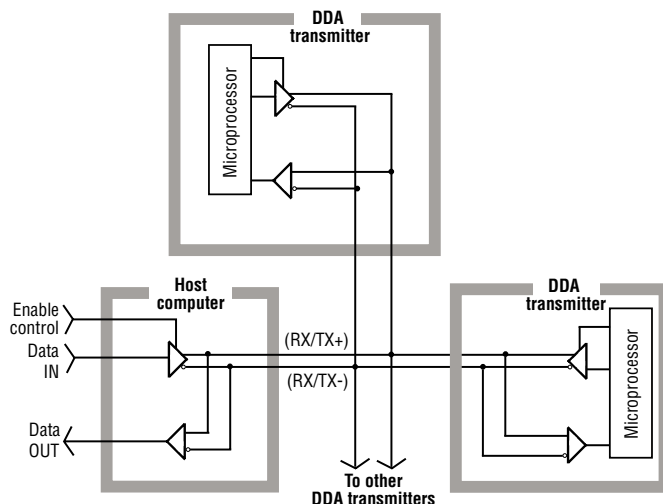 DDA
transmitter
Microprocessor
Host
computer
DDA
transmitter
Enable
control
Data
IN
(RX/TX+)
(RX/TX-)
Microprocessor
Data
OUT
To other
DDA transmitters